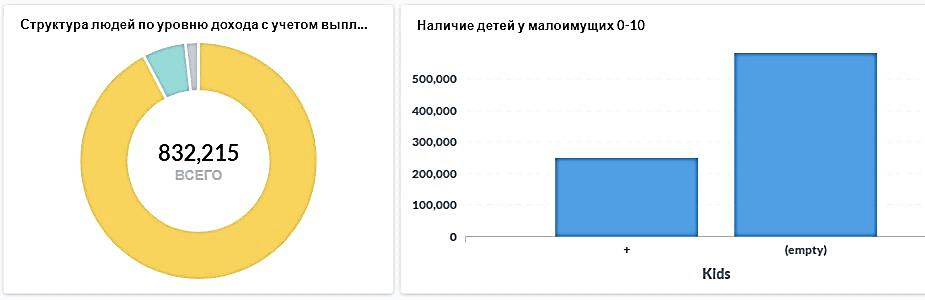 Структура людей по уровню дохода с учетом выпл...
832,215
ВСЕГО
Наличие детей у малоимущих 0-10
500,000
400,000
300,000
200,000
100,000
0
+
(empty)
Kids